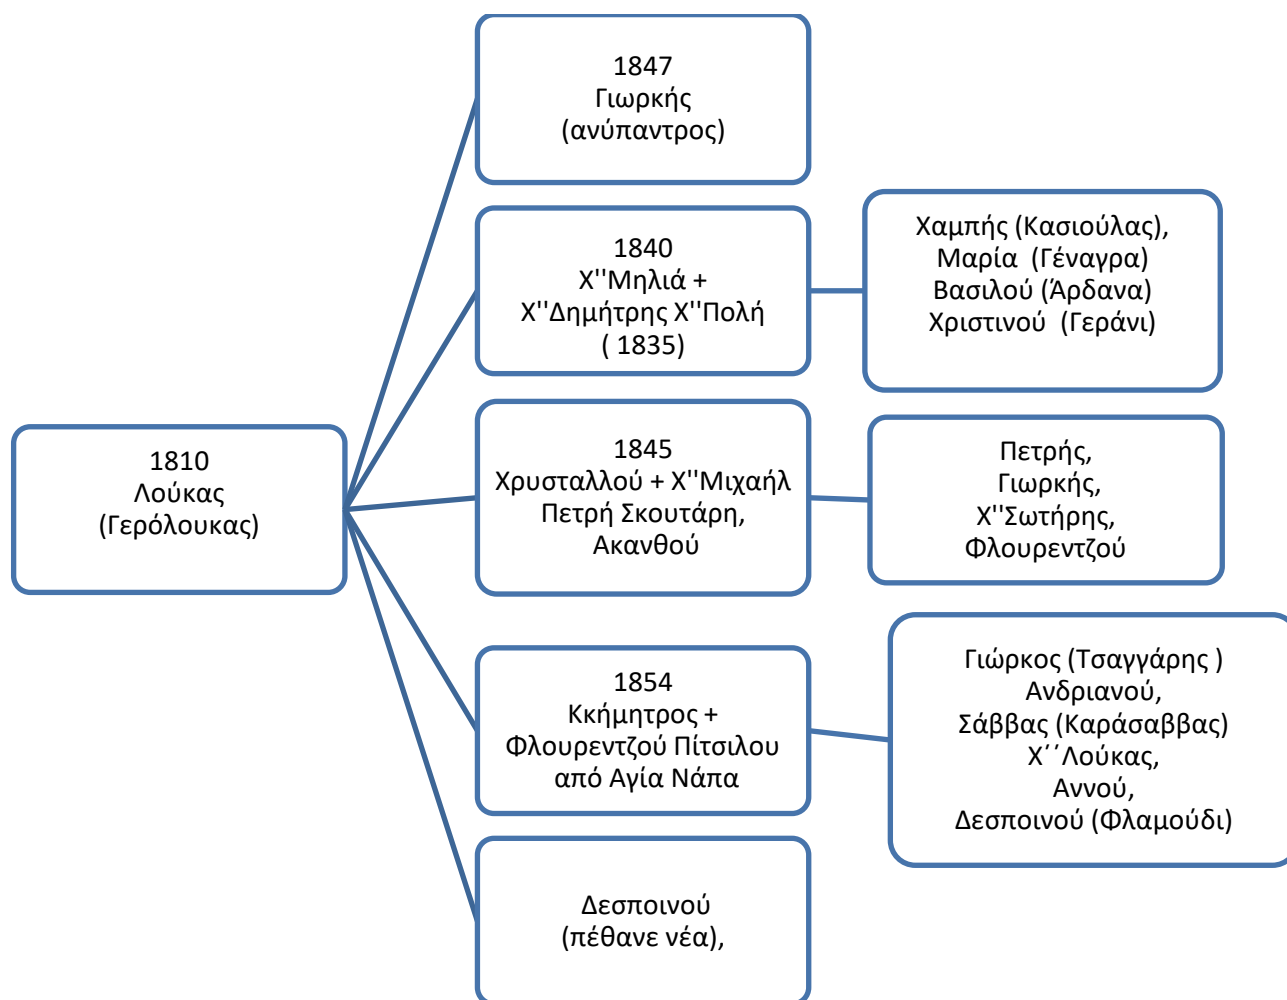 1810
Λούκας
(Γερόλουκας)
1847
Γιωρκής
(ανύπαντρος)
1840
Χ''Μηλιά +
Χ''Δημήτρης Χ''Πολή
( 1835)
Χαμπής (Κασιούλας),
Μαρία (Γέναγρα)
Βασιλού (Άρδανα)
Χριστινού (Γεράνι)
1845
Χρυσταλλού + Χ''Μιχαήλ
Πετρή Σκουτάρη,
Ακανθού
Πετρής,
Γιωρκής,
Χ''Σωτήρης,
Φλουρεντζού
1854
Κκήμητρος +
Φλουρεντζού Πίτσιλου
από Αγία Νάπα
Γιώρκος (Τσαγγάρης )
Ανδριανού,
Σάββας (Καράσαββας)
Χ΄΄Λούκας,
Αννού,
Δεσποινού (Φλαμούδι)
Δεσποινού
(πέθανε νέα),